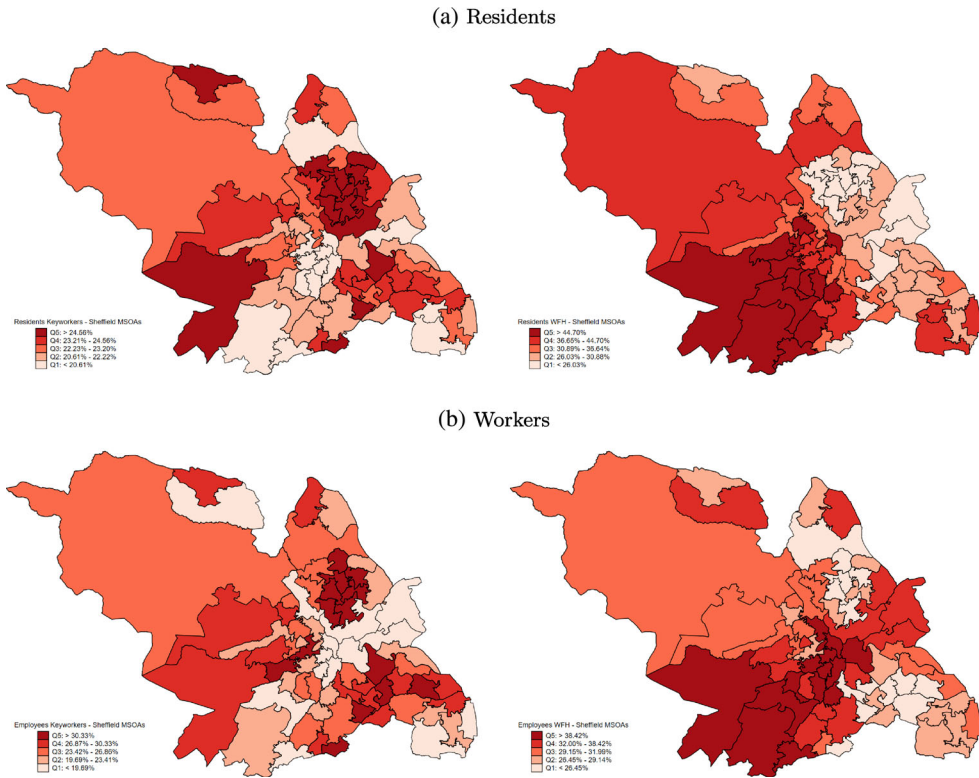 (a) Residents
Residents Keyworkers - Sheffield MSOAs
Q5: > 24.56%
Q4: 23.21% - 24.56%
Q3: 22.23% - 23.20%
Q2: 20.61% - 22.22%
Q1: < 20.61%
Residents WFH - Sheffield MSOAs
Q5: > 44.70%
Q4: 36.65% - 44.70%
Q3: 30.89% - 36.64%
Q2: 26.03% - 30.88%
Q1: < 26.03%
(b) Workers
Employees Keyworkers - Sheffield MSOAs
Q5: > 30.33%
Q4: 26.87% - 30.33%
Q3: 23.42% - 26.86%
Q2: 19.69% - 23.41%
Q1: < 19.69%
Employees WFH - Sheffield MSOAs
Q5: > 38.42%
Q4: 32.00% - 38.42%
Q3: 29.15% - 31.99%
Q2: 26.45% - 29.14%
Q1: < 26.45%